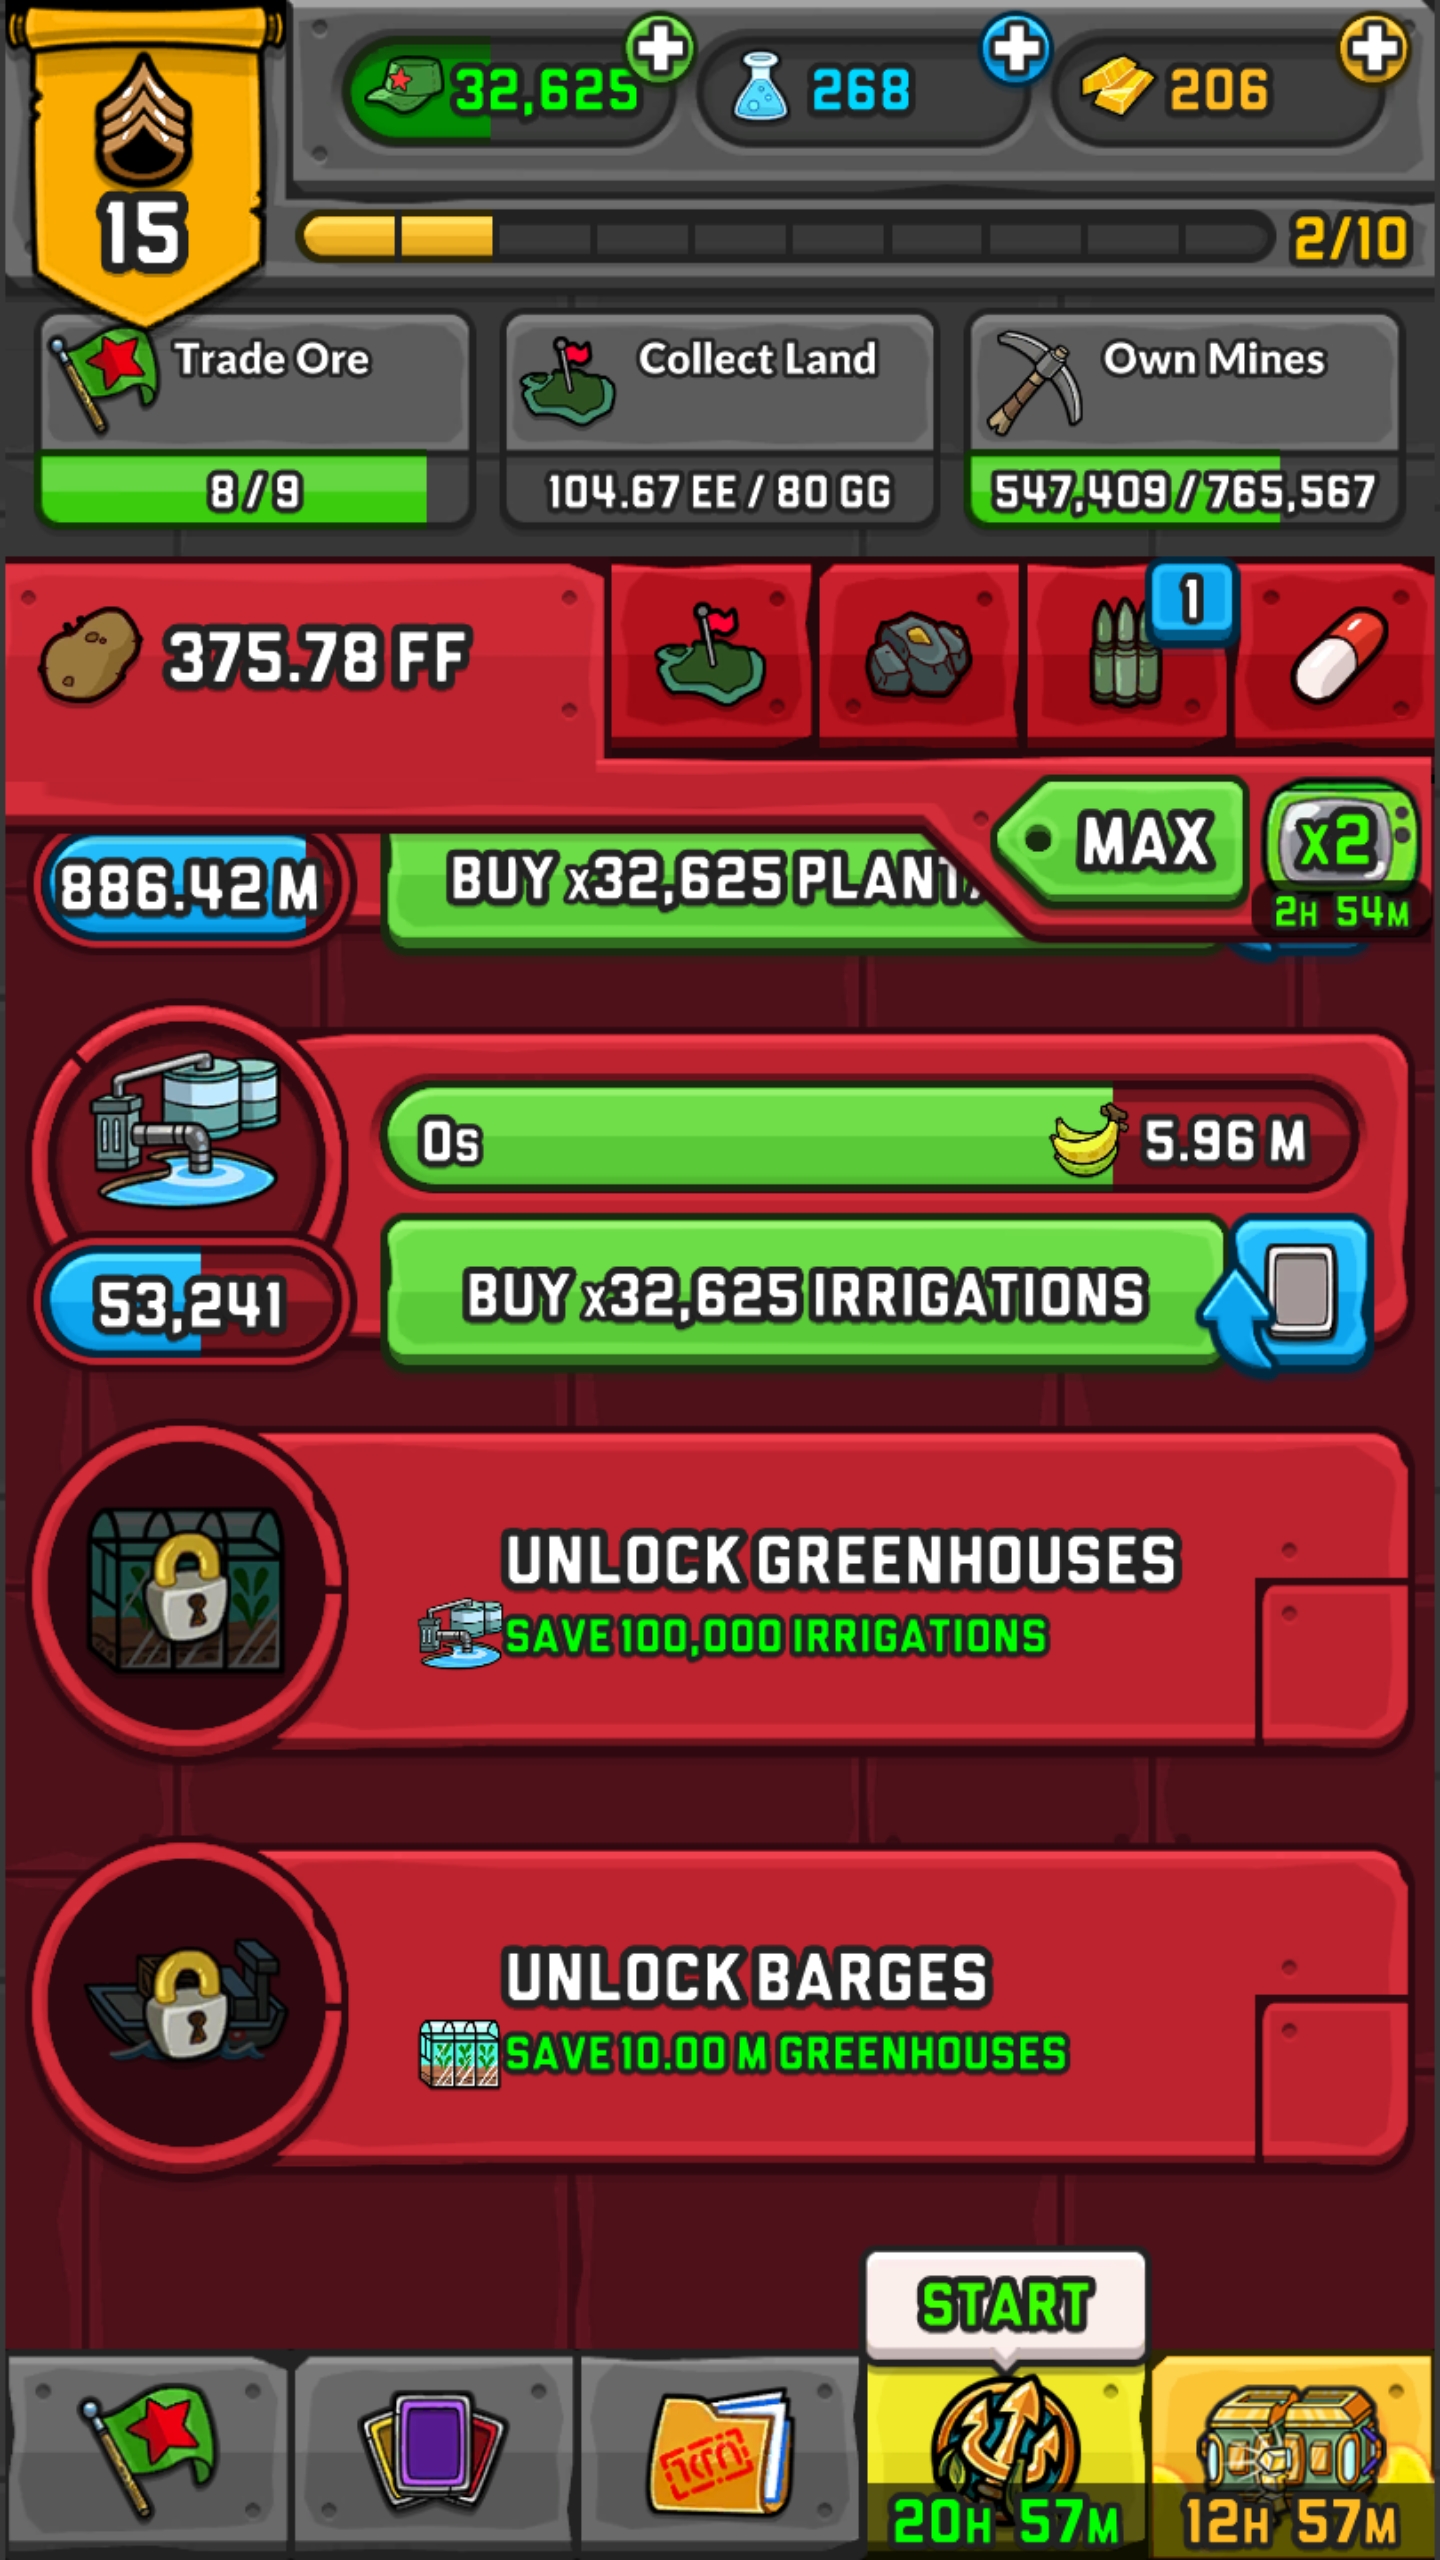 32,625
268
206
15
2/10
Trade Ore
Collect Land
Own Mines
8/9
104.67 EE / 80 GG
547,409 / 765,567
375.78 FF
1
MAX
x2
2H 54M
886.42 M
BUY x32,625
0s
5.96 M
53,241
BUY x32,625 IRRIGATIONS
UNLOCK GREENHOUSES
SAVE 100,000 IRRIGATIONS
UNLOCK BARGES
SAVE 10.00 M GREENHOUSES
START
20H 57M
12H 57M